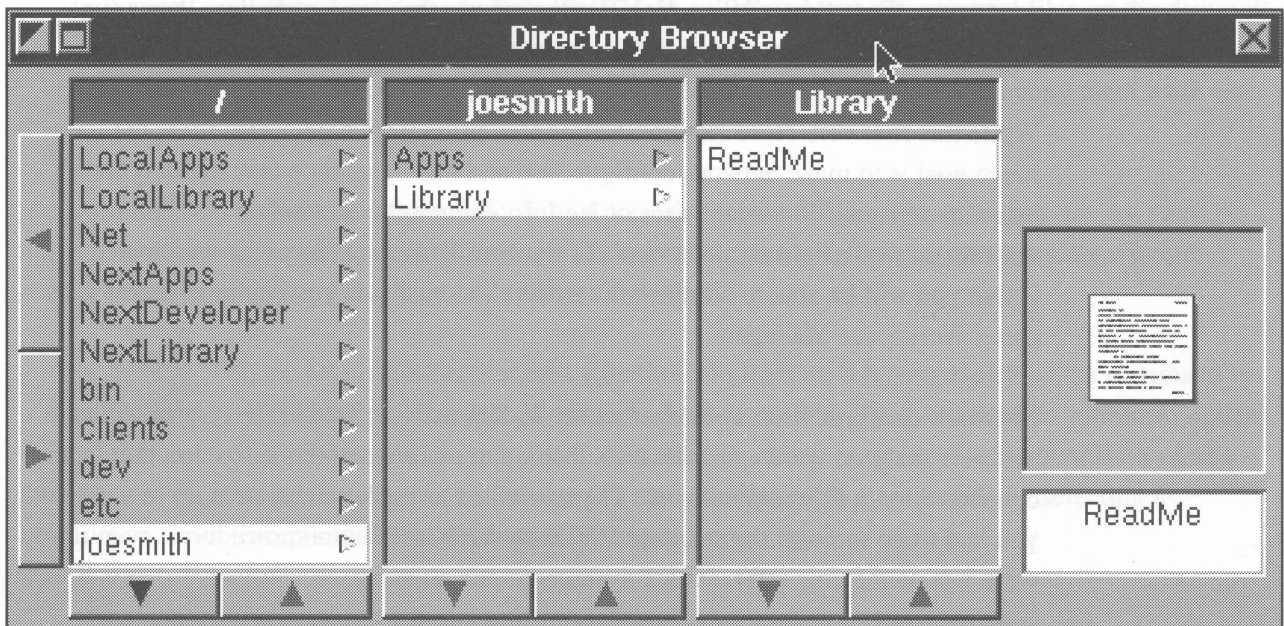 Directory Browser
/
joesmith
Library
LocalApps
LocalLibrary
Net
NextApps
NextDeveloper
NextLibrary
bin
clients
dev
etc
joesmith
Apps
Library
ReadMe
ReadMe